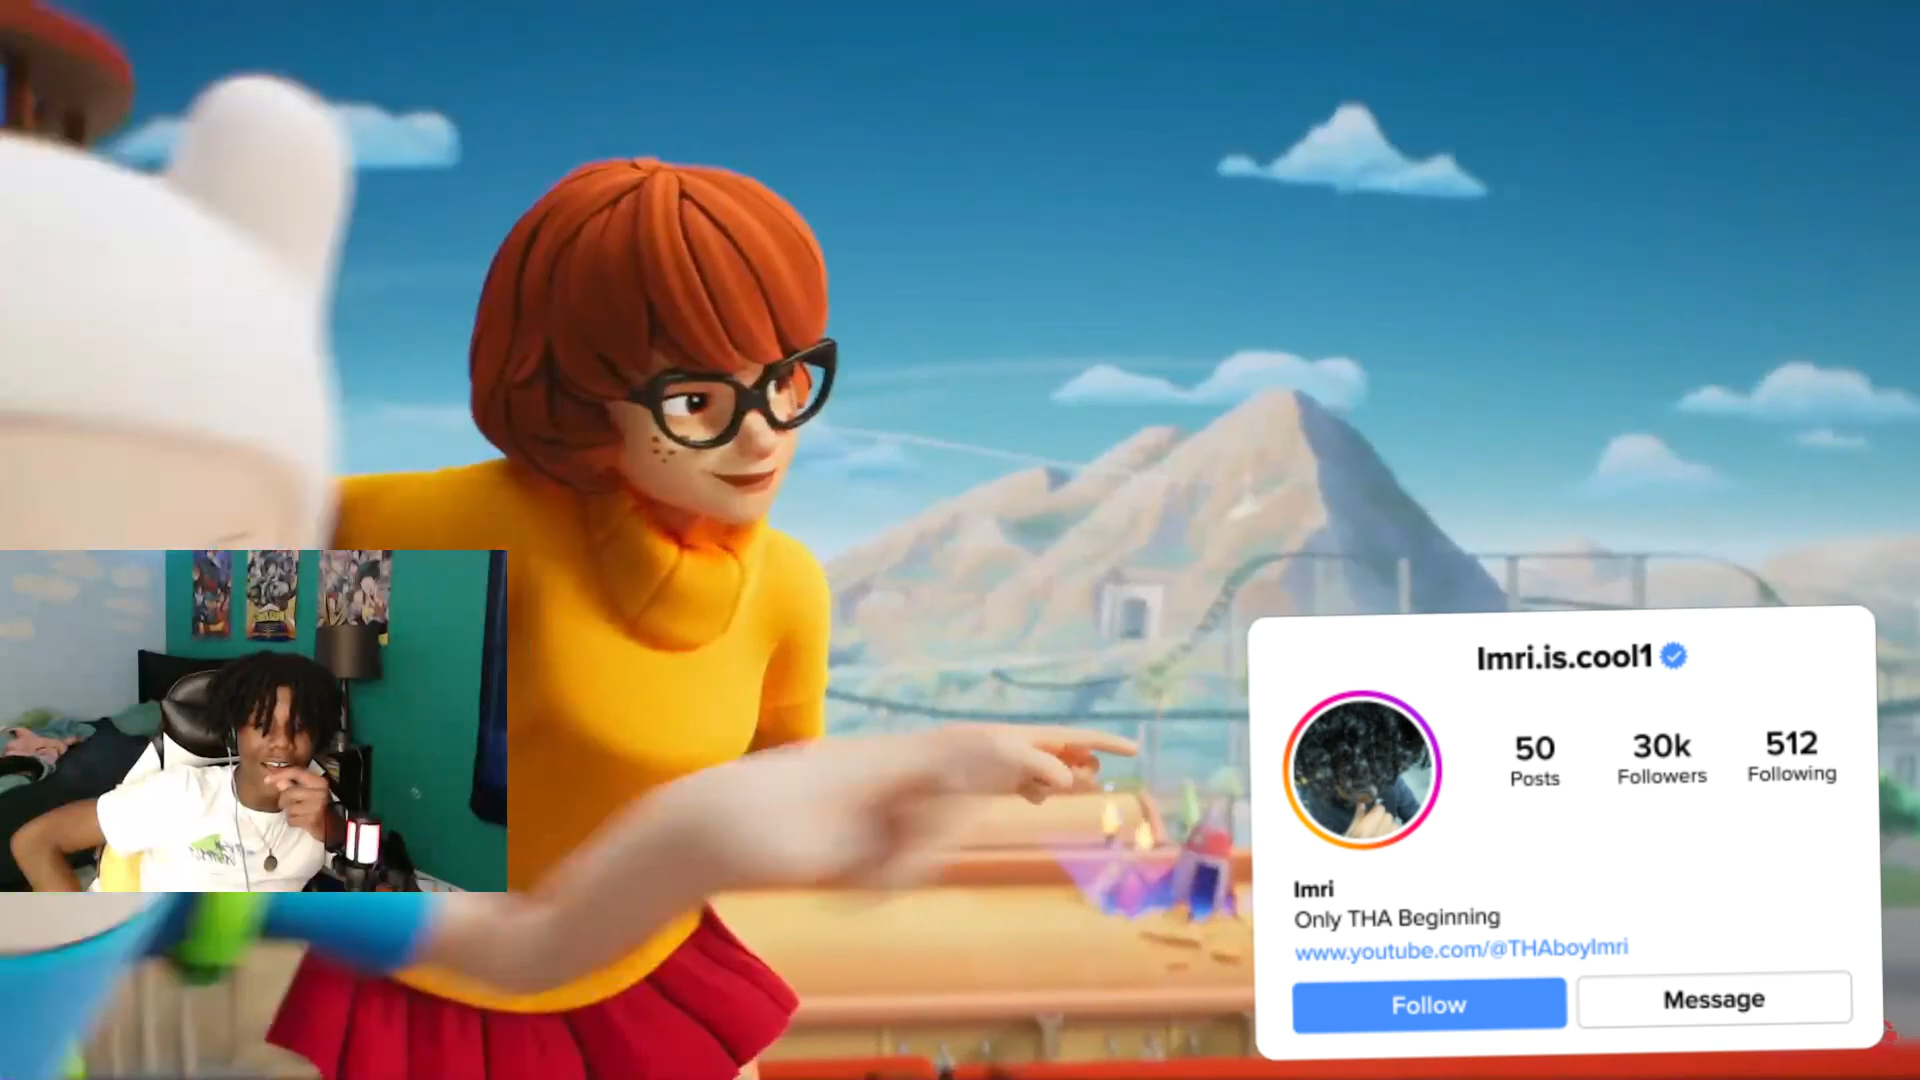 Imri.is.cool1
50
Posts
30k
Followers
512
Following
Imri
Only THA Beginning
www.youtube.com/@THAboyImri
Follow
Message